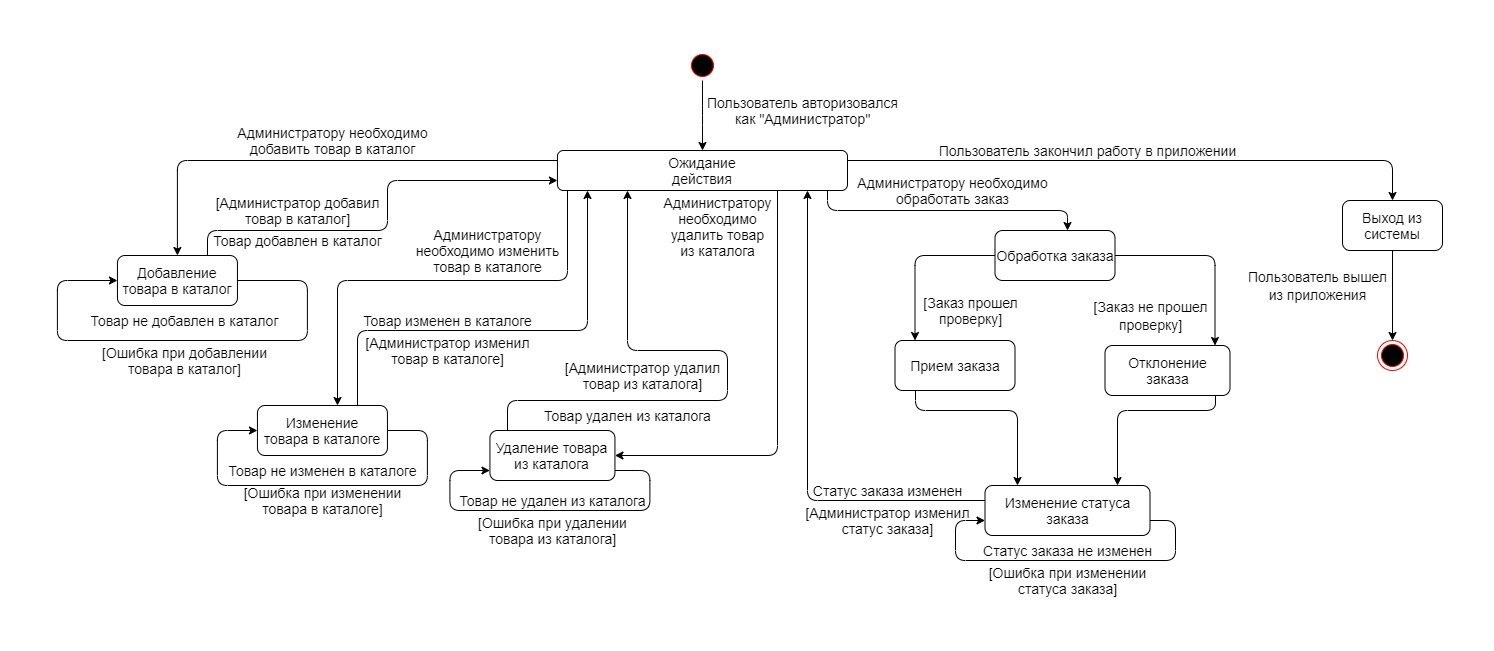 Пользователь авторизовался
как "Администратор"
Администратору необходимо
добавить товар в каталог
Ожидание
действия
Пользователь закончил работу в приложении
[Администратор добавил
товар в каталог]
Товар добавлен в каталог
Администратору
необходимо изменить
товар в каталоге
Администратору
необходимо
удалить товар
из каталога
Администратору необходимо
обработать заказ
Выход из
системы
Обработка заказа
Добавление
товара в каталог
Товар не добавлен в каталог
[Ошибка при добавлении
товара в каталог]
Пользователь вышел
из приложения
[Заказ прошел
проверку]
[Заказ не прошел
проверку]
Товар изменен в каталоге
[Администратор изменил
товар в каталоге]
[Администратор удалил
товар из каталога]
Товар удален из каталога
Прием заказа
Отклонение
заказа
Изменение
товара в каталоге
Товар не изменен в каталоге
[Ошибка при изменении
товара в каталоге]
Удаление товара
из каталога
Товар не удален из каталога
[Ошибка при удалении
товара из каталога]
Статус заказа изменен
[Администратор изменил
статус заказа]
Изменение статуса
заказа
Статус заказа не изменен
[Ошибка при изменении
статуса заказа]